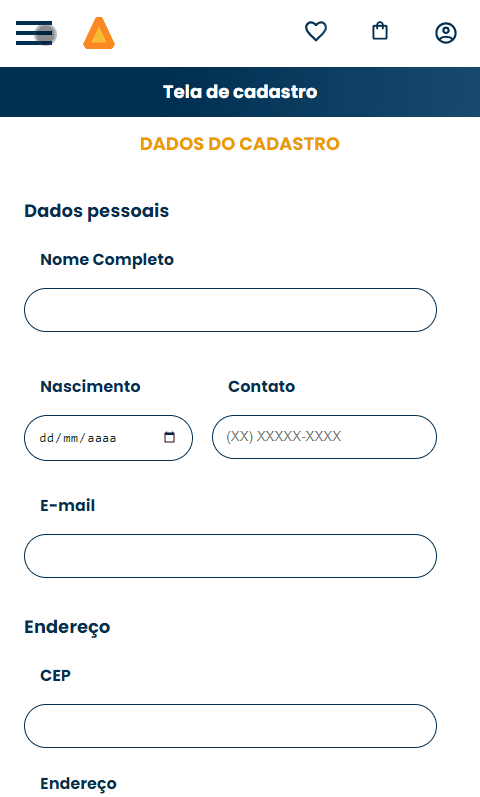 Tela de cadastro
DADOS DO CADASTRO
Dados pessoais
Nome Completo
Nascimento Contato
dd/mm/aaaa (XX) XXXXX-XXXX
E-mail
Endereço
CEP
Endereço